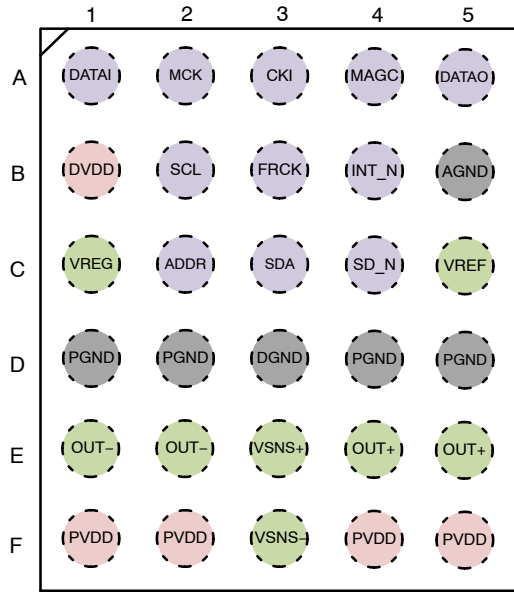 1 2 3 4 5
A DATAI MCK CKI MAGC DATAO
B DVDD SCL FRCK INT_N AGND
C VREG ADDR SDA SD_N VREF
D PGND PGND DGND PGND PGND
E OUT− OUT− VSNS+ OUT+ OUT+
F PVDD PVDD VSNS− PVDD PVDD